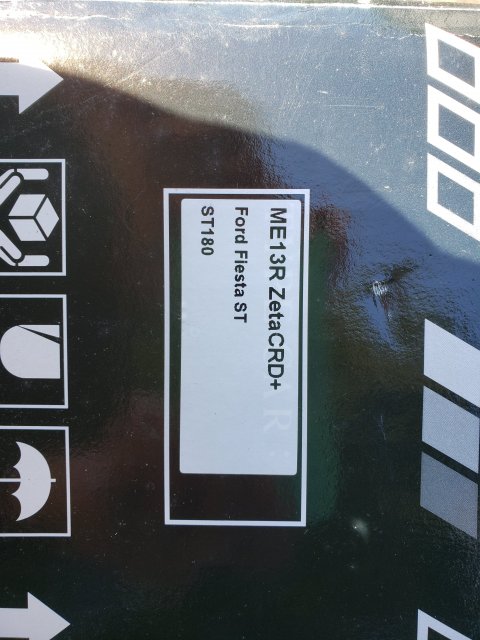 ME13R ZetaCRD+
Ford Fiesta ST
ST180